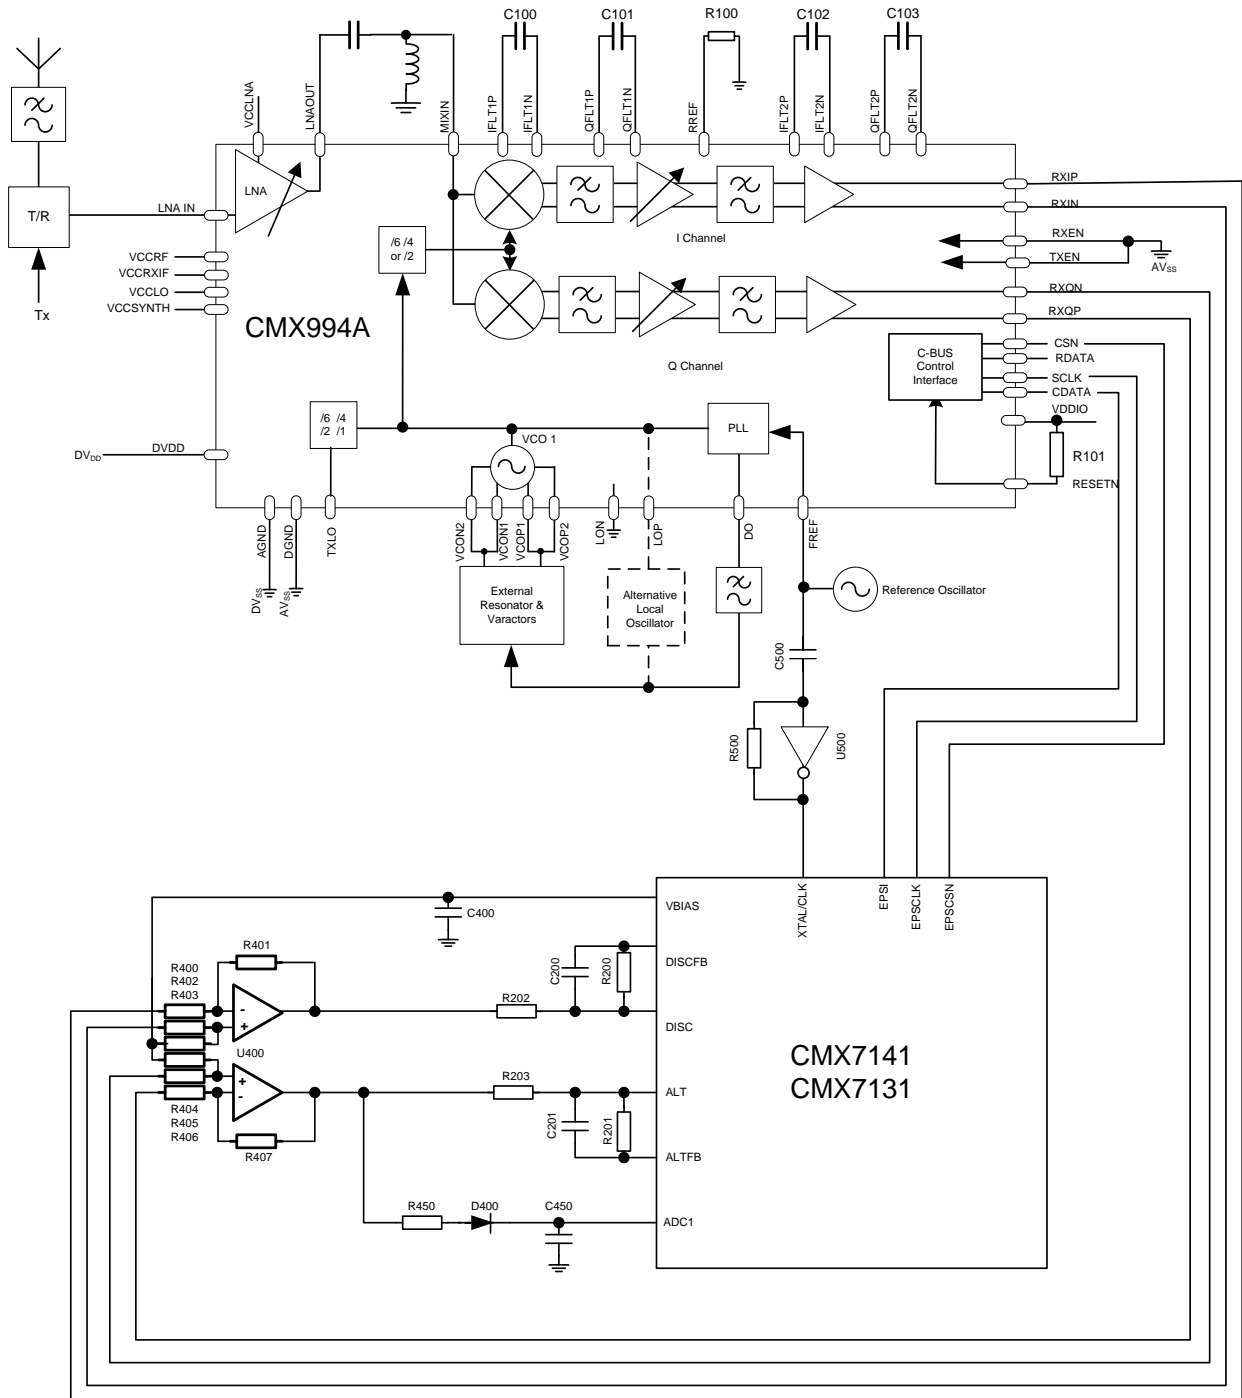 C100
C101
R100
C102
C103
VCCLNA
LNAOUT
MIXIN
IFLT1P
IFLT1N
QFLT1P
QFLT1N
RREF
IFLT2P
IFLT2N
QFLT2P
QFLT2N
LNA
T/R
LNA IN
Tx
VCCRF
VCCRXIF
VCCLO
VCCSYNTH
CMX994A
/6 /4
or /2
I Channel
Q Channel
RXIP
RXIN
RXEN
TXEN
AVSS
RXQN
RXQP
C-BUS
Control
Interface
CSN
RDATA
SCLK
CDATA
VDDIO
R101
RESETN
/6 /4
/2 /1
VCO 1
PLL
DVDD
DVDD
AGND
DGND
TXLO
DVSS
AVSS
VCON2
VCON1
VCOP1
VCOP2
LON
LOP
DO
FREF
External
Resonator &
Varactors
Alternative
Local
Oscillator
Reference Oscillator
C500
R500
U500
XTAL/CLK
EPSI
EPSCLK
EPSCSN
VBIAS
C400
DISCFB
C200
R200
R202
DISC
R401
R400
R402
R403
-
+
U400
+
-
R404
R405
R406
R407
R203
ALT
C201
R201
ALTFB
R450
D400
C450
ADC1
CMX7141
CMX7131